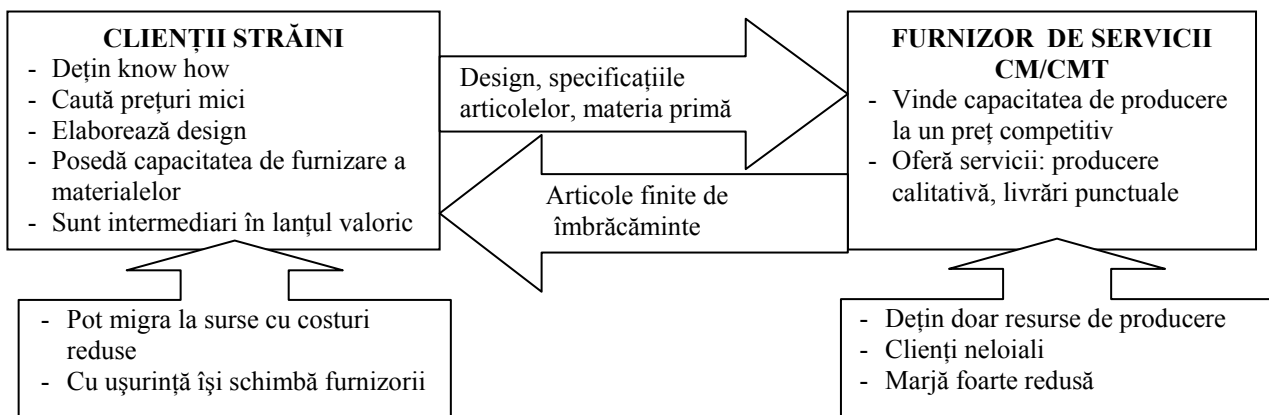 CLIENȚII STRĂINI
- Dețin know how
- Caută prețuri mici
- Elaborează design
- Posedă capacitatea de furnizare a
materialelor
- Sunt intermediari în lanțul valoric
Design, specificațiile
articolelor, materia primă
Articole finite de
îmbrăcăminte
FURNIZOR DE SERVICII
CM/CMT
- Vinde capacitatea de producere
la un preț competitiv
- Oferă servicii: producere
calitativă, livrări punctuale
- Pot migra la surse cu costuri
reduse
- Cu uşurință îşi schimbă furnizorii
- Dețin doar resurse de producere
- Clienți neloiali
- Marjă foarte redusă